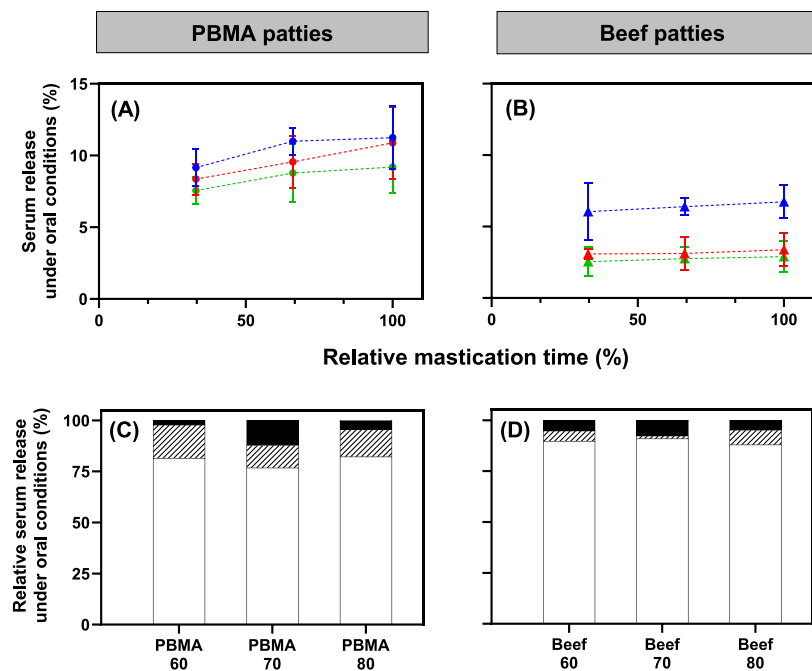 PBMA patties
Beef patties
Serum release
under oral conditions (%)
15
10
5
0
(A)
0
50
100
(B)
0
50
100
Relative mastication time (%)
Relative serum release
under oral conditions (%)
100
75
50
25
0
(C)
PBMA
60
PBMA
70
PBMA
80
(D)
Beef
60
Beef
70
Beef
80